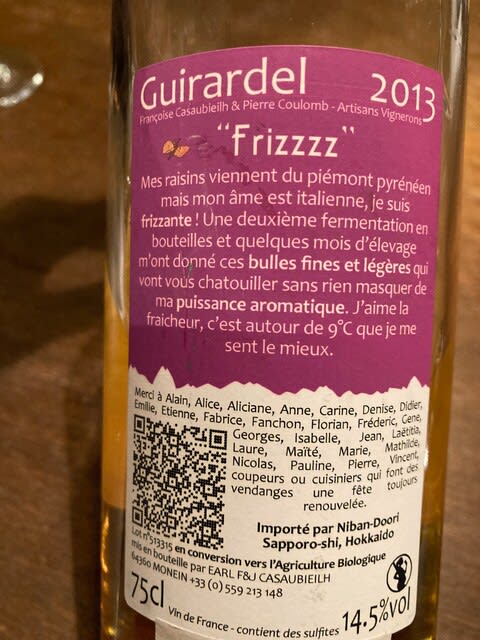 Guirardel 2013
Françoise Casaubieilh & Pierre Coulomb - Artisans Vignerons
"Frizzzz"
Mes raisins viennent du piémont pyrénéen
mais mon âme est italienne, je suis
frizzante ! Une deuxième fermentation en
bouteilles et quelques mois d'élevage
m'ont donné ces bulles fines et légères qui
vont vous chatouiller sans rien masquer de
ma puissance aromatique. J'aime la
fraicheur, c'est autour de 9°C que je me
sent le mieux.
Merci à Alain, Alice, Aliciane, Anne, Carine, Denise, Didier,
Emilie, Etienne, Fabrice, Fanchon, Florian, Fréderic, Gene,
Georges, Isabelle, Jean, Laëtitia,
Laure, Maïté, Marie, Mathilde,
Nicolas, Pauline, Pierre, Vincent,
coupeurs ou cuisiniers qui font des
vendanges une fête toujours
renouvelée.
Importé par Niban-Doori
Sapporo-shi, Hokkaido
Lot n°513315 en conversion vers l'Agriculture Biologique
mis en bouteille par EARL F&J CASAUBIEILH
64360 MONEIN +33 (0) 559 213 148
75cl Vin de France - contient des sulfites 14.5%vol